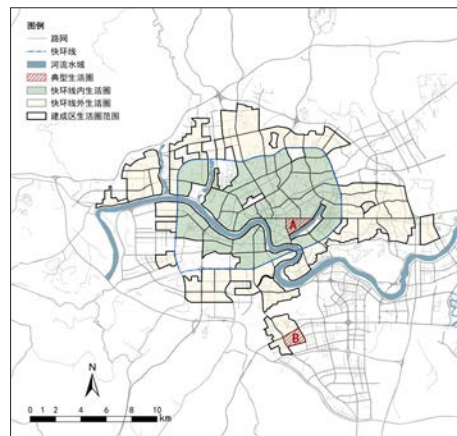 图例
路网
快环线
河流水域
典型生活圈
快环线内生活圈
快环线外生活圈
建成区生活圈范围
A
B
N
0 2 4 6 8 10
km